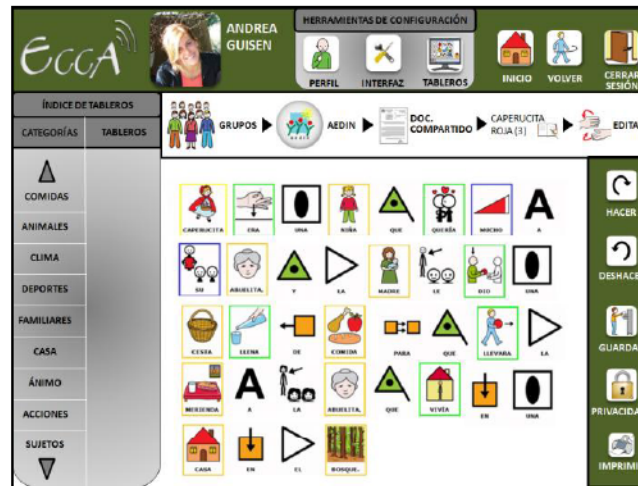 ECCA
ANDREA
GUISEN
HERRAMIENTAS DE CONFIGURACIÓN
PERFIL INTERFAZ TABLEROS
INICIO VOLVER CERRAR
SESIÓN
ÍNDICE DE TABLEROS
CATEGORÍAS TABLEROS
GRUPOS AEDIN DOC.
COMPARTIDO CAPERUCITA
ROJA (3) EDITA
COMIDAS
ANIMALES
CLIMA
DEPORTES
FAMILIARES
CASA
ÁNIMO
ACCIONES
SUJETOS
A
CAPERUCITA ERA UNA NIÑA QUE QUERÍA MUCHO A
SU ABUELITA. Y LA MADRE LE DIO UNA
CESTA LLENA DE COMIDA PARA QUE LLEVARA LA
A
MERIENDA A LA ABUELITA. QUE VIVÍA EN UNA
CASA EN EL BOSQUE.
HACER
DESHACE
GUARDA
PRIVACIDA
IMPRIMI